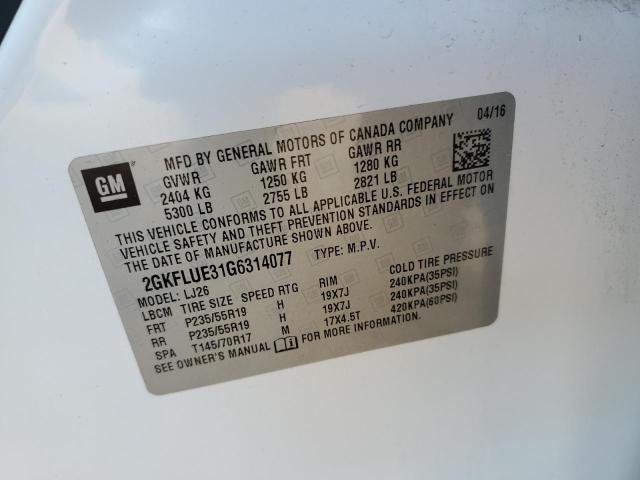 04/16
MFD BY GENERAL MOTORS OF CANADA COMPANY
GM
GVWR GAWR FRT GAWR RR
2404 KG 1250 KG 1280 KG
5300 LB 2755 LB 2821 LB
THIS VEHICLE CONFORMS TO ALL APPLICABLE U.S. FEDERAL MOTOR
VEHICLE SAFETY AND THEFT PREVENTION STANDARDS IN EFFECT ON
THE DATE OF MANUFACTURE SHOWN ABOVE.
2GKFLUE31G6314077 TYPE: M.P.V.
MODEL: LJ26
LBCM TIRE SIZE SPEED RTG RIM COLD TIRE PRESSURE
FRT P235/55R19 H 19X7J 240KPA(35PSI)
RR P235/55R19 H 19X7J 240KPA(35PSI)
SPA T145/70R17 M 17X4.5T 420KPA(60PSI)
SEE OWNER'S MANUAL FOR MORE INFORMATION.